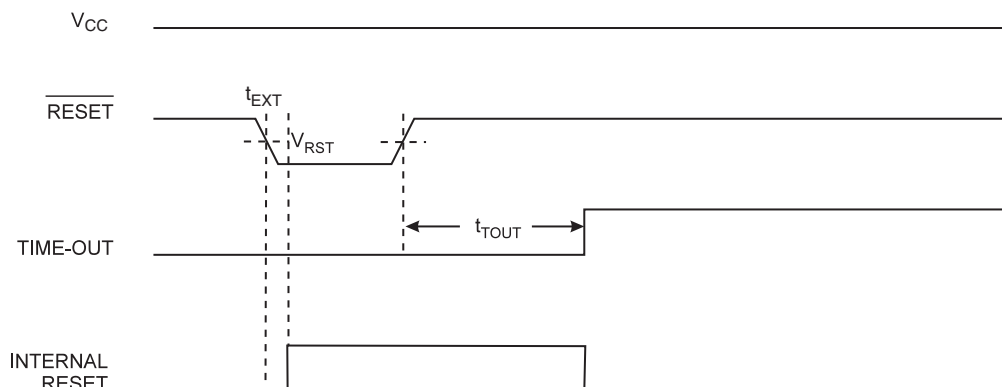 VCC
RESET
tEXT
VRST
tTOUT
TIME-OUT
INTERNAL
RESET